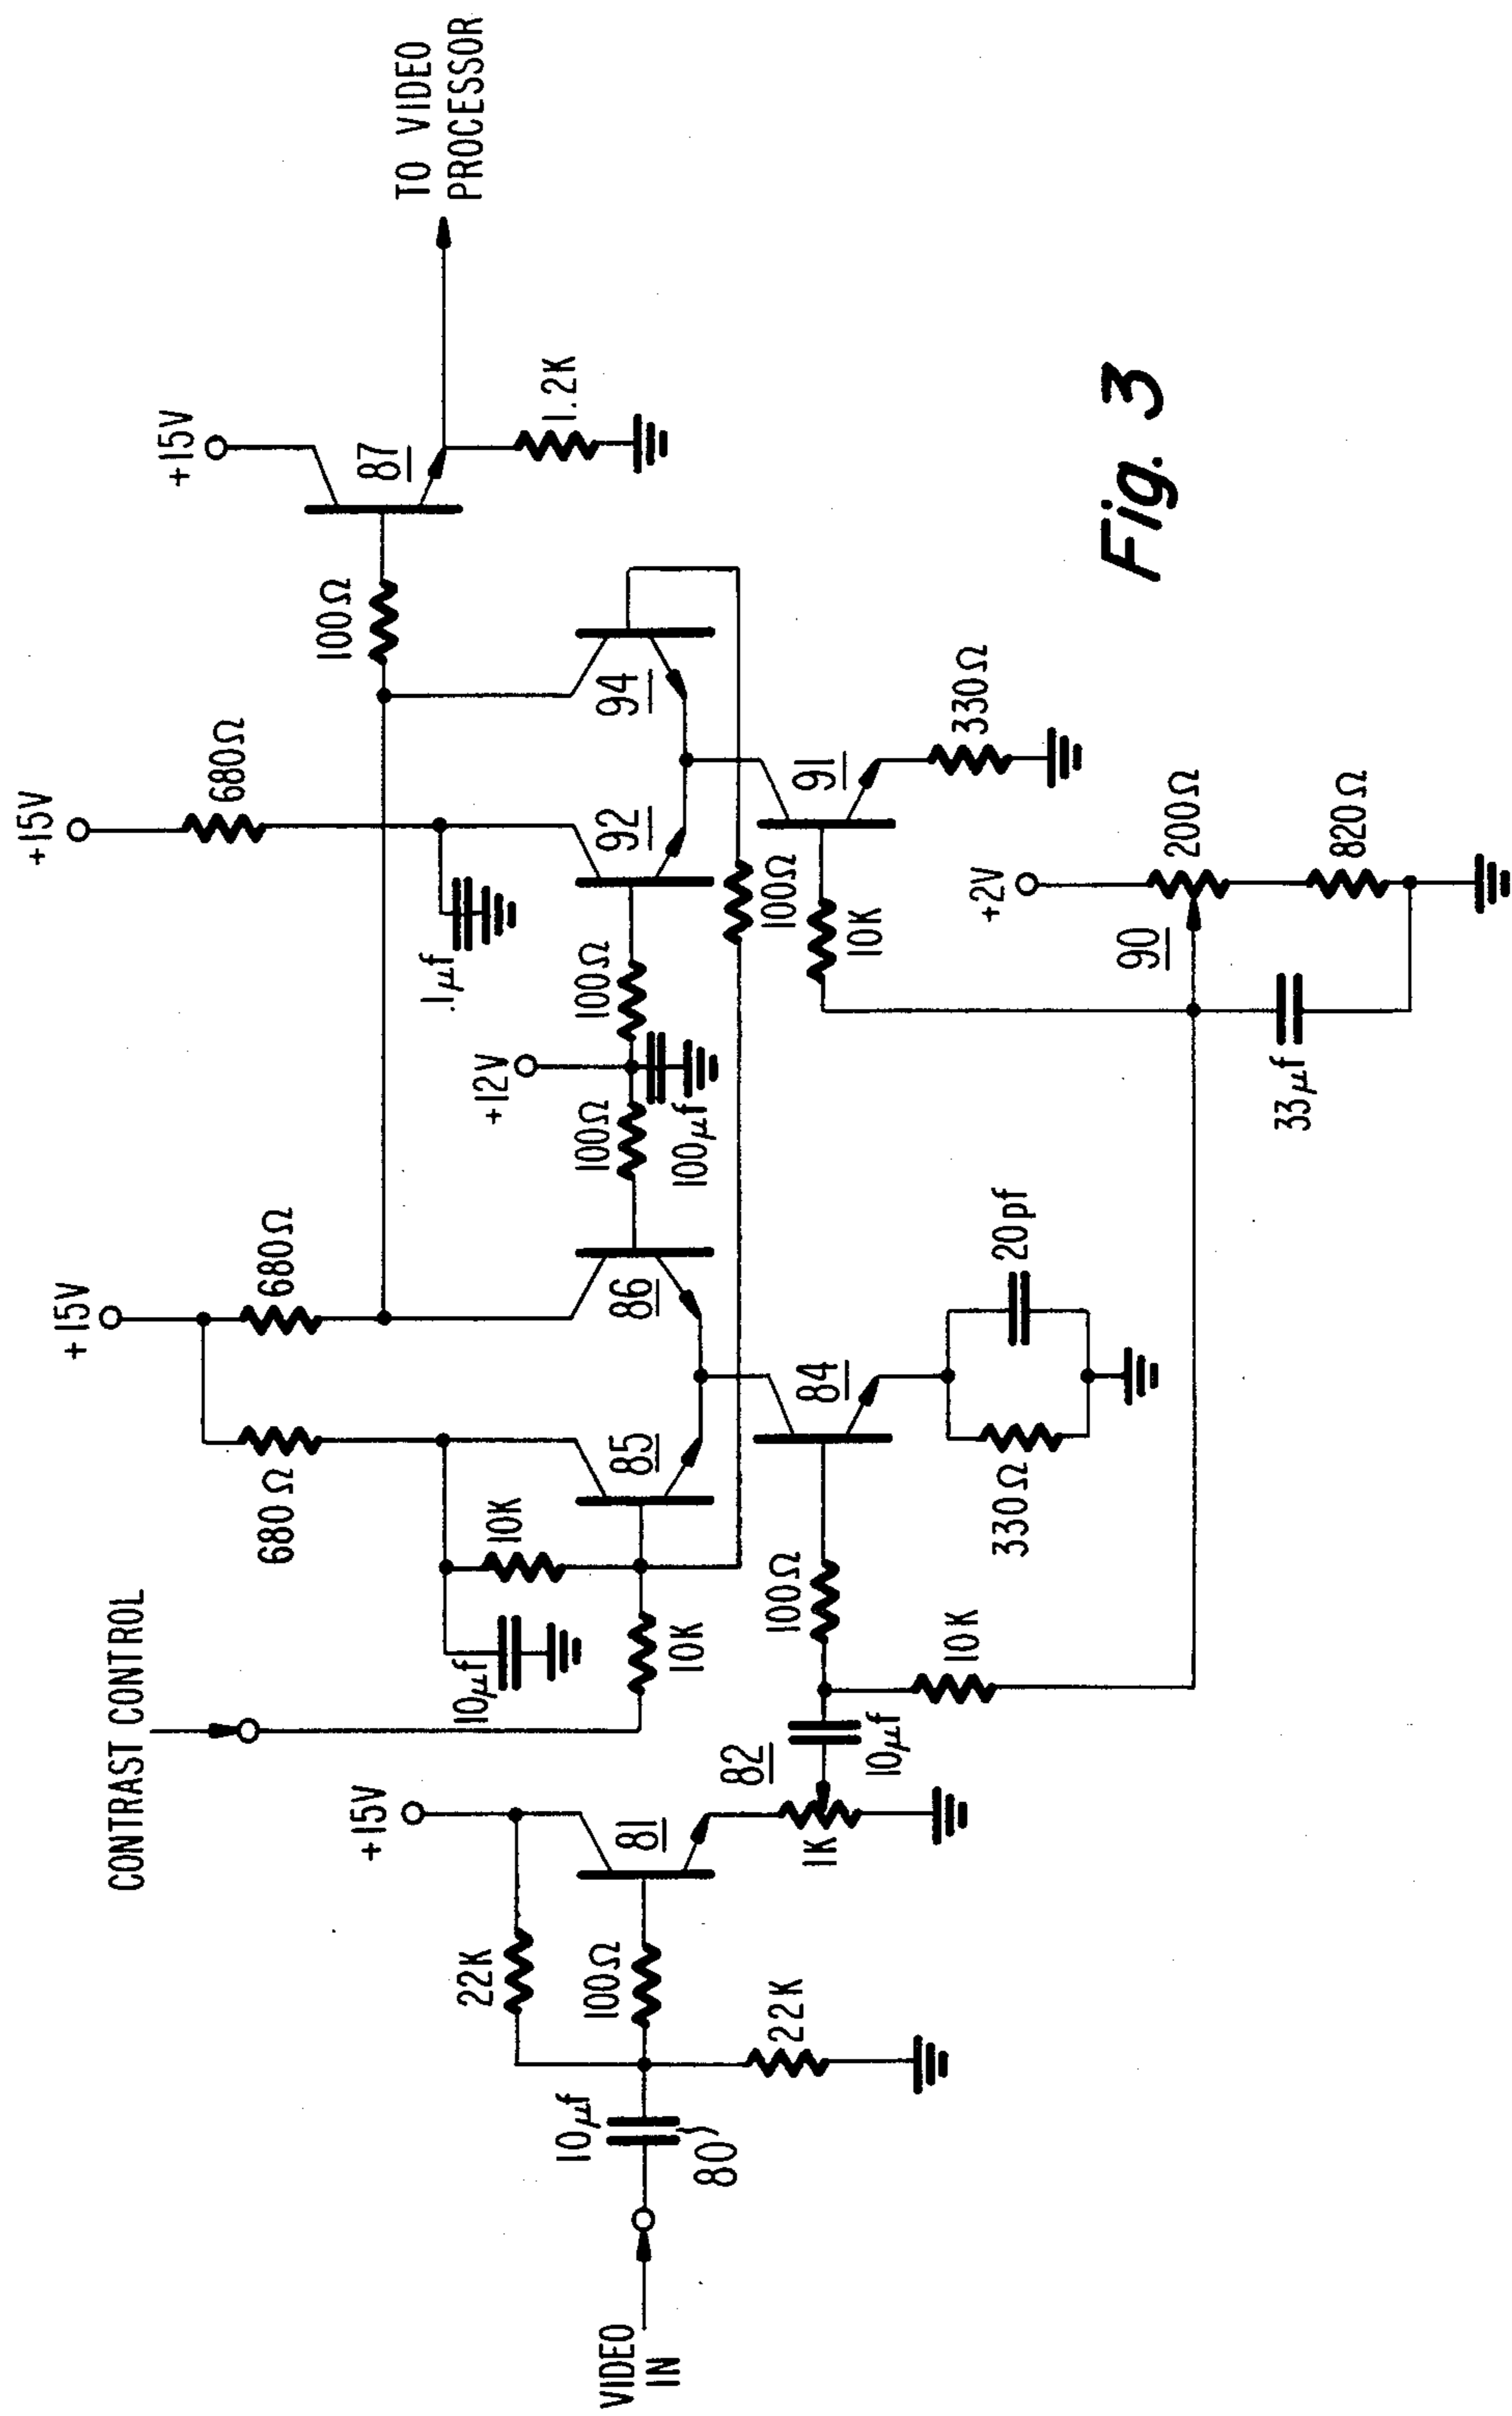 CONTRAST CONTROL
+15V
+15V
+15V
TO VIDEO
PROCESSOR
680Ω
680Ω
680Ω
100Ω
87
1.2K
+15V
10µf
10K
10K
85
86
.1µf
+12V
100Ω
100Ω
100µf
92
94
22K
100Ω
81
82
1K
10µf
VIDEO
IN
10µf
80
22K
100Ω
10K
84
330Ω
20pf
100Ω
10K
91
330Ω
+2V
90
200Ω
820Ω
33µf
Fig. 3